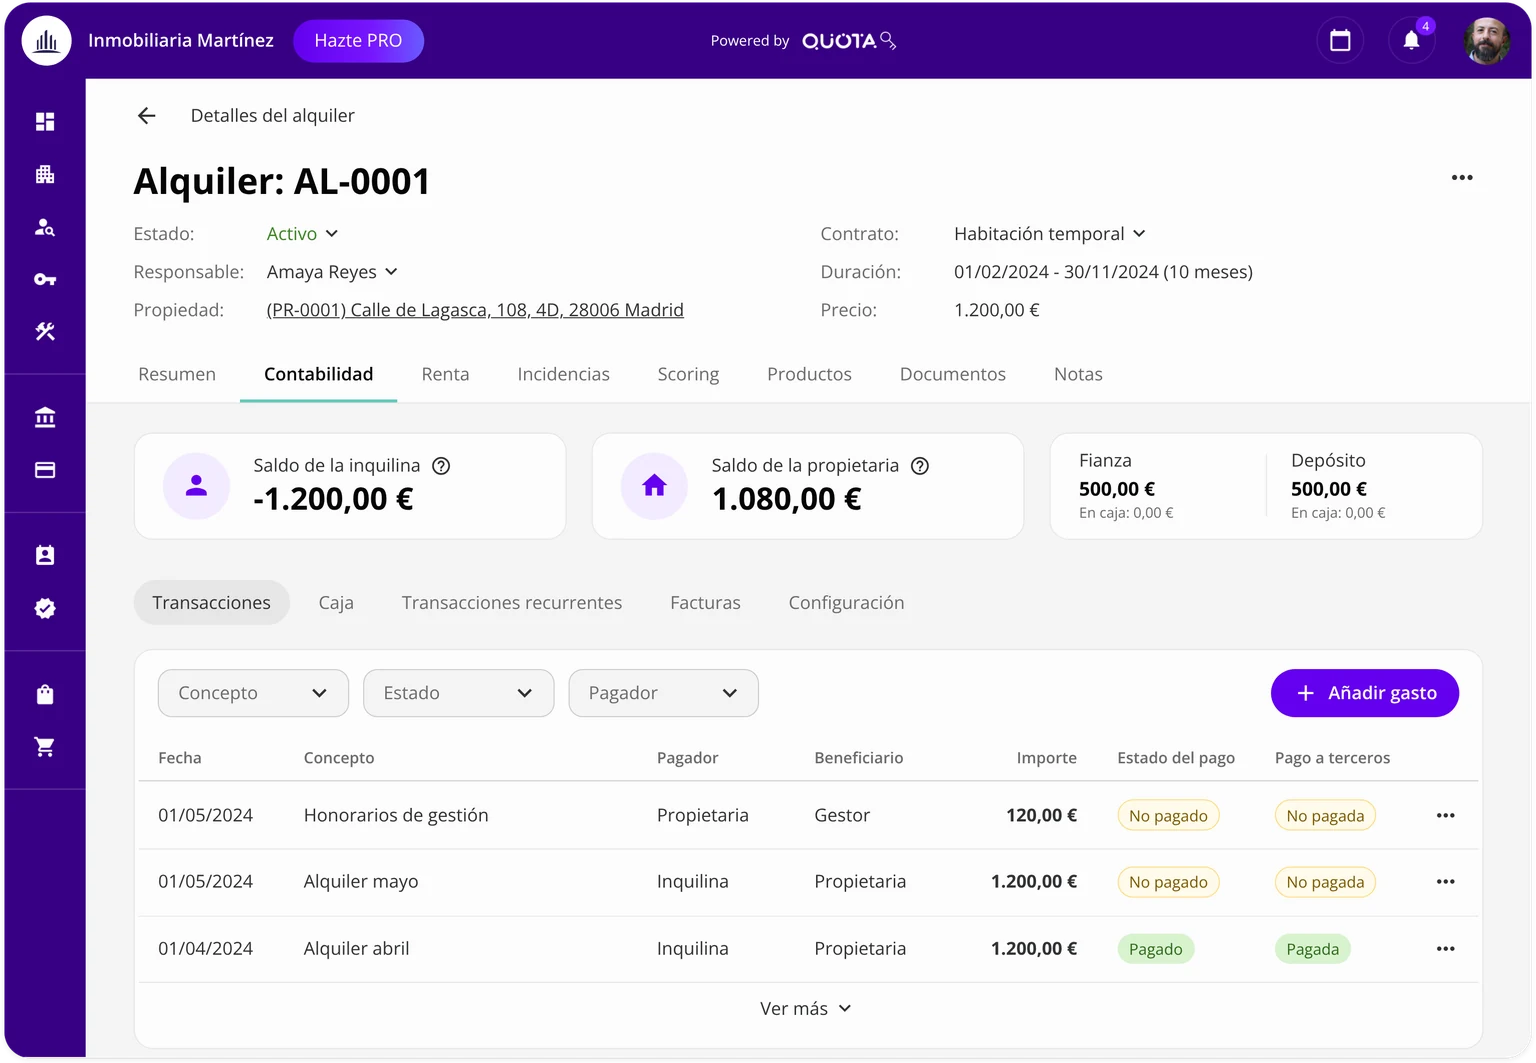 Inmobiliaria Martínez
Hazte PRO
Powered by QUOTA
4
Detalles del alquiler
Alquiler: AL-0001
Estado: Activo
Contrato: Habitación temporal
Responsable: Amaya Reyes
Duración: 01/02/2024 - 30/11/2024 (10 meses)
Propiedad: (PR-0001) Calle de Lagasca, 108, 4D, 28006 Madrid
Precio: 1.200,00 €
Resumen Contabilidad Renta Incidencias Scoring Productos Documentos Notas
Saldo de la inquilina ?
-1.200,00 €
Saldo de la propietaria ?
1.080,00 €
Fianza
500,00 €
En caja: 0,00 €
Depósito
500,00 €
En caja: 0,00 €
Transacciones Caja Transacciones recurrentes Facturas Configuración
Concepto Estado Pagador + Añadir gasto
Fecha Concepto Pagador Beneficiario Importe Estado del pago Pago a terceros
01/05/2024 Honorarios de gestión Propietaria Gestor 120,00 € No pagado No pagada
01/05/2024 Alquiler mayo Inquilina Propietaria 1.200,00 € No pagado No pagada
01/04/2024 Alquiler abril Inquilina Propietaria 1.200,00 € Pagado Pagada
Ver más